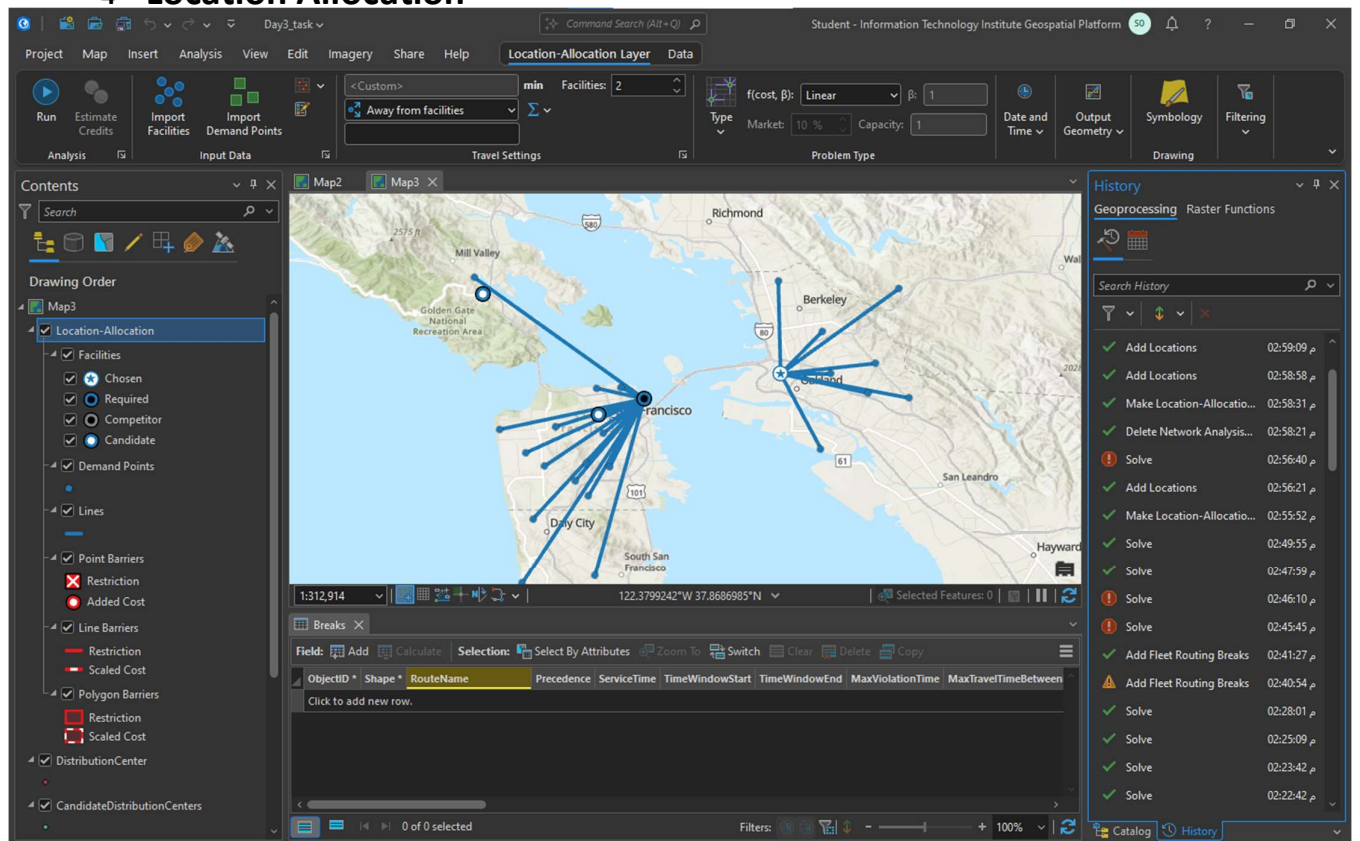 4 Location-Allocation
Day3_task
Command Search (Alt+Q)
Student - Information Technology Institute Geospatial Platform
SO
?
Project Map Insert Analysis View Edit Imagery Share Help Location-Allocation Layer Data
Run
Estimate Credits
Import Facilities
Import Demand Points
<Custom> min Facilities: 2
Away from facilities
Type
f(cost, β): Linear β: 1
Market: 10 % Capacity: 1
Date and Time
Output Geometry
Symbology
Filtering
Analysis Input Data Travel Settings Problem Type Drawing
Contents
Search
Drawing Order
Map3
Location-Allocation
Facilities
Chosen
Required
Competitor
Candidate
Demand Points
Lines
Point Barriers
Restriction
Added Cost
Line Barriers
Restriction
Scaled Cost
Polygon Barriers
Restriction
Scaled Cost
DistributionCenter
CandidateDistributionCenters
Map2 Map3
Richmond
580
2575 ft
Mill Valley
Wal
Berkeley
Golden Gate
National
Recreation Area
80
2028
Oakland
Francisco
61
San Leandro
101
Daly City
South San
Francisco
Hayward
1:312,914 122.3799242°W 37.8686985°N Selected Features: 0
Breaks
Field: Add Calculate Selection: Select By Attributes Zoom To Switch Clear Delete Copy
ObjectID * Shape * RouteName Precedence ServiceTime TimeWindowStart TimeWindowEnd MaxViolationTime MaxTravelTimeBetween
Click to add new row.
0 of 0 selected Filters: - + 100%
History
Geoprocessing Raster Functions
Search History
Add Locations 02:59:09 م
Add Locations 02:58:58 م
Make Location-Allocatio... 02:58:31 م
Delete Network Analysis... 02:58:21 م
Solve 02:56:40 م
Add Locations 02:56:21 م
Make Location-Allocatio... 02:55:52 م
Solve 02:49:55 م
Solve 02:47:59 م
Solve 02:46:10 م
Solve 02:45:45 م
Add Fleet Routing Breaks 02:41:27 م
Add Fleet Routing Breaks 02:40:54 م
Solve 02:28:01 م
Solve 02:25:09 م
Solve 02:23:42 م
Solve 02:22:42 م
Catalog History